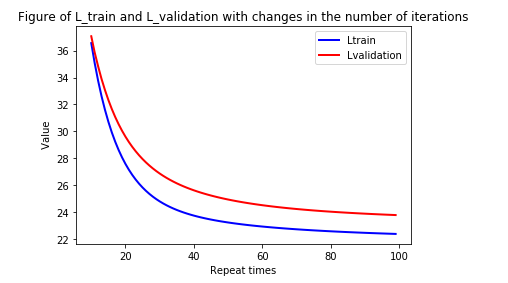 Figure of L_train and L_validation with changes in the number of iterations
Ltrain
Lvalidation
36
34
32
30
28
26
24
22
Value
20
40
60
80
100
Repeat times